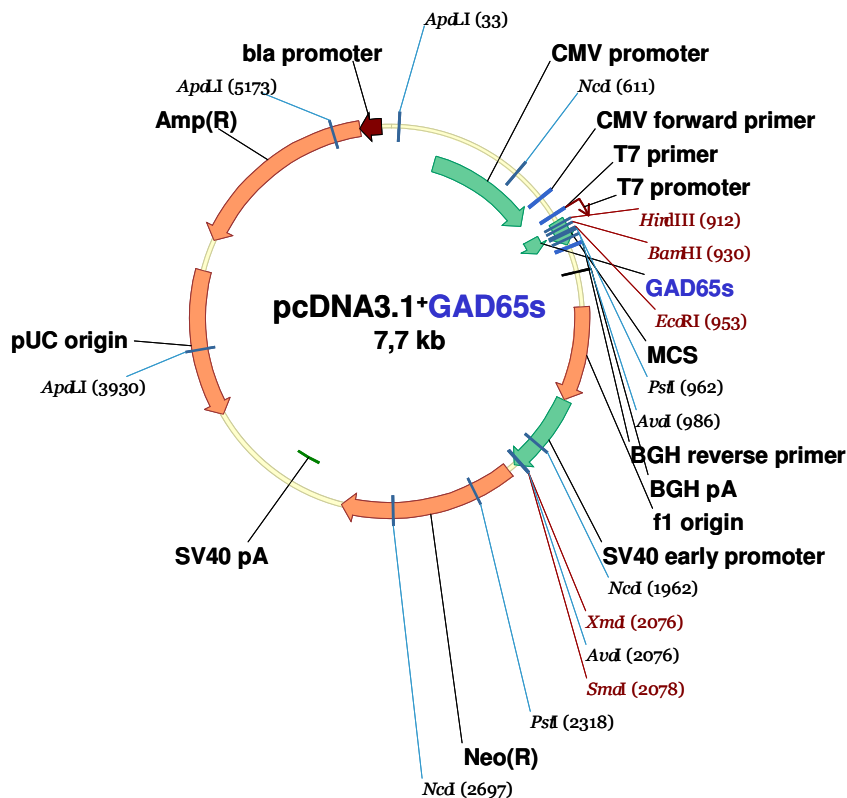 ApaLI (33)
bla promoter
CMV promoter
ApaLI (5173)
NcoI (611)
Amp(R)
CMV forward primer
T7 primer
T7 promoter
HindIII (912)
BamHI (930)
GAD65s
pcDNA3.1+GAD65s
EcoRI (953)
7,7 kb
pUC origin
MCS
ApaLI (3930)
PstI (962)
AvaI (986)
BGH reverse primer
BGH pA
f1 origin
SV40 pA
SV40 early promoter
NcoI (1962)
XmaI (2076)
AvaI (2076)
SmaI (2078)
PstI (2318)
Neo(R)
NcoI (2697)